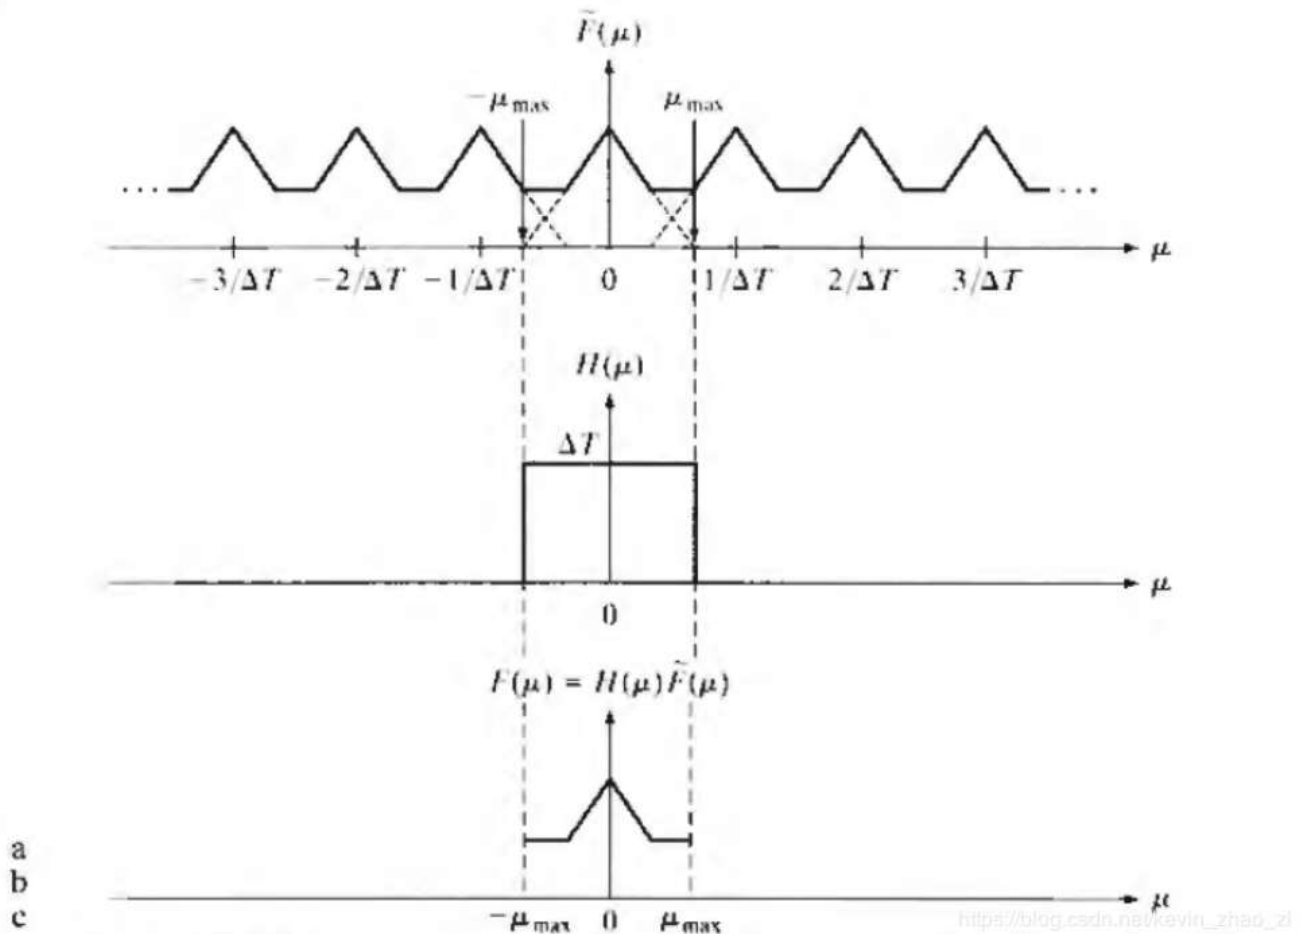 F̃(μ)
−μmax μmax
··· ···
−3/ΔT −2/ΔT −1/ΔT 0 1/ΔT 2/ΔT 3/ΔT μ
H(μ)
ΔT
0 μ
F(μ) = H(μ)F̃(μ)
a
b
c
−μmax 0 μmax μ
https://blog.csdn.net/kevin_zhao_zl